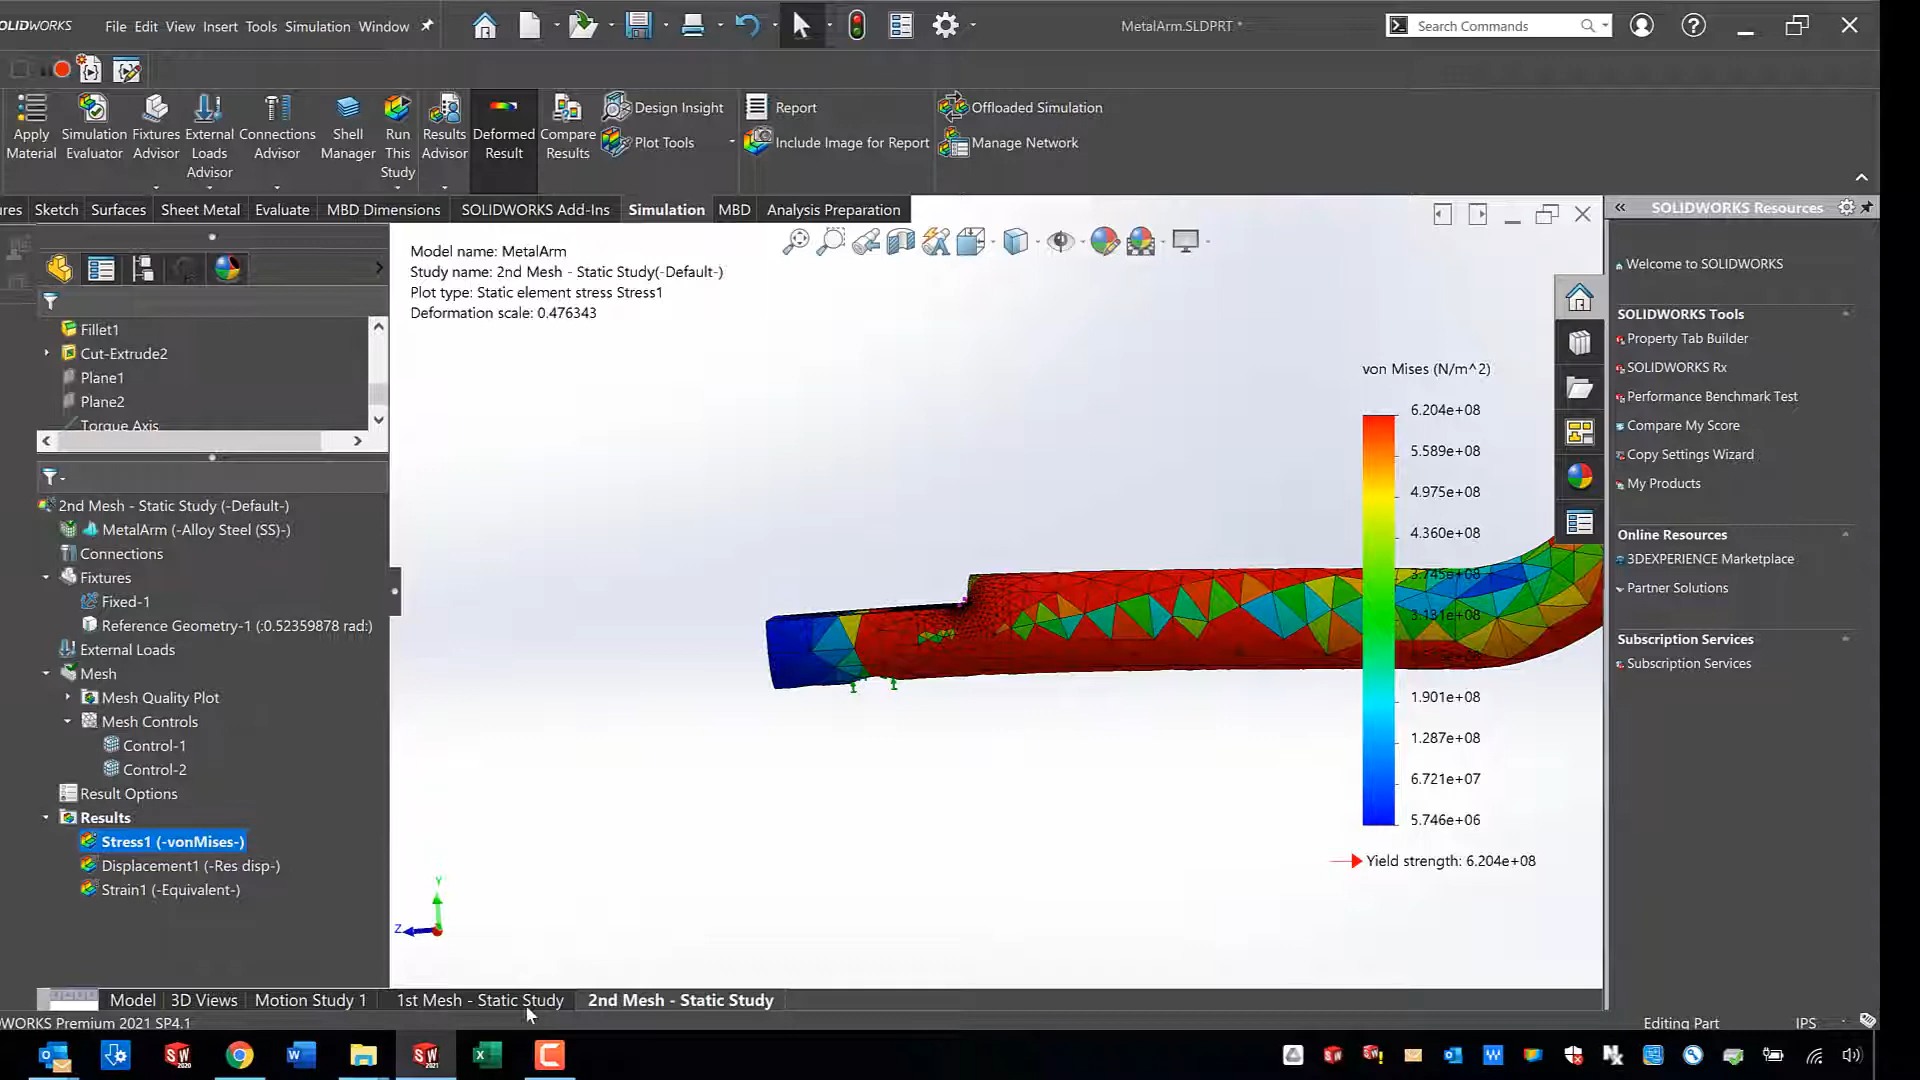 OLIDWORKS File Edit View Insert Tools Simulation Window MetalArm.SLDPRT * Search Commands
Apply Material
Simulation Evaluator
Fixtures Advisor
External Loads Advisor
Connections Advisor
Shell Manager
Run This Study
Results Advisor
Deformed Result
Compare Results
Design Insight
Plot Tools
Report
Include Image for Report
Offloaded Simulation
Manage Network
res Sketch Surfaces Sheet Metal Evaluate MBD Dimensions SOLIDWORKS Add-Ins Simulation MBD Analysis Preparation
Fillet1
Cut-Extrude2
Plane1
Plane2
Torque Axis
2nd Mesh - Static Study (-Default-)
MetalArm (-Alloy Steel (SS)-)
Connections
Fixtures
Fixed-1
Reference Geometry-1 (:0.52359878 rad:)
External Loads
Mesh
Mesh Quality Plot
Mesh Controls
Control-1
Control-2
Result Options
Results
Stress1 (-vonMises-)
Displacement1 (-Res disp-)
Strain1 (-Equivalent-)
Model name: MetalArm
Study name: 2nd Mesh - Static Study(-Default-)
Plot type: Static element stress Stress1
Deformation scale: 0.476343
von Mises (N/m^2)
6.204e+08
5.589e+08
4.975e+08
4.360e+08
3.745e+08
3.131e+08
1.901e+08
1.287e+08
6.721e+07
5.746e+06
Yield strength: 6.204e+08
Y
Z
SOLIDWORKS Resources
Welcome to SOLIDWORKS
SOLIDWORKS Tools
Property Tab Builder
SOLIDWORKS Rx
Performance Benchmark Test
Compare My Score
Copy Settings Wizard
My Products
Online Resources
3DEXPERIENCE Marketplace
Partner Solutions
Subscription Services
Subscription Services
Model 3D Views Motion Study 1 1st Mesh - Static Study 2nd Mesh - Static Study
WORKS Premium 2021 SP4.1 Editing Part IPS